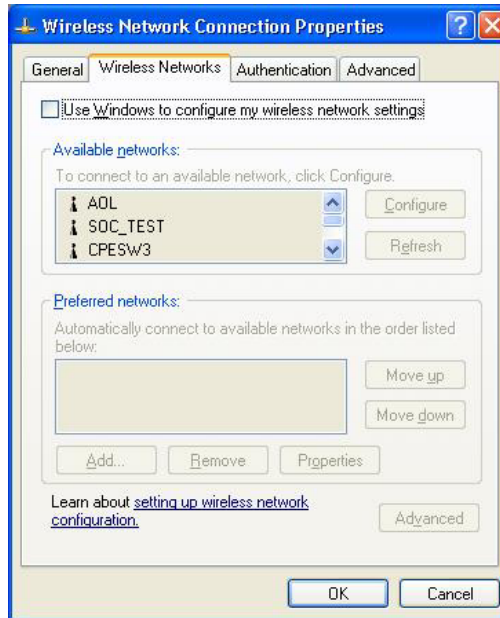 Wireless Network Connection Properties
General Wireless Networks Authentication Advanced
Use Windows to configure my wireless network settings
Available networks:
To connect to an available network, click Configure.
AOL
SOC_TEST
CPESW3
Configure
Refresh
Preferred networks:
Automatically connect to available networks in the order listed
below:
Move up
Move down
Add... Remove Properties
Learn about setting up wireless network
configuration.
Advanced
OK Cancel